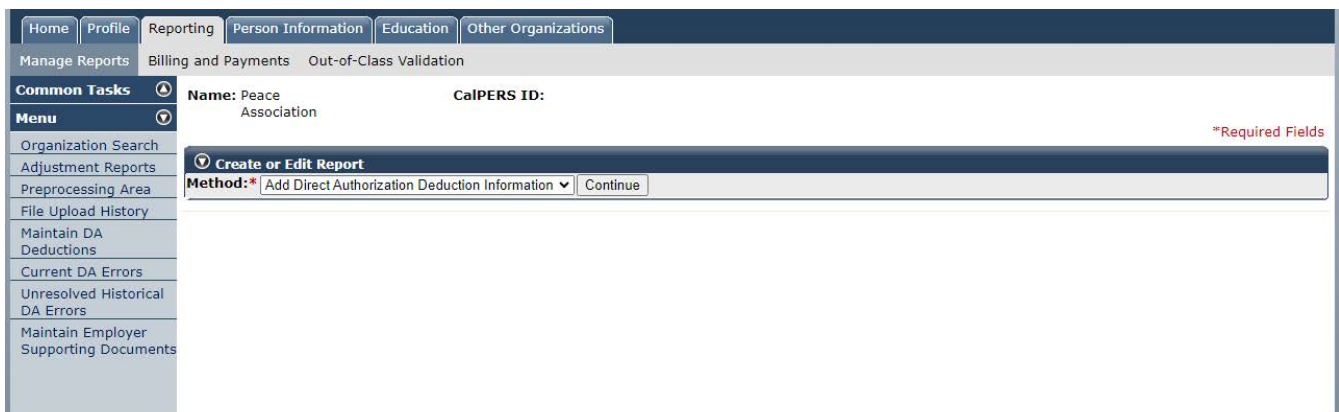 Home Profile Reporting Person Information Education Other Organizations
Manage Reports Billing and Payments Out-of-Class Validation
Common Tasks
Menu
Organization Search
Adjustment Reports
Preprocessing Area
File Upload History
Maintain DA
Deductions
Current DA Errors
Unresolved Historical
DA Errors
Maintain Employer
Supporting Documents
Name: Peace CalPERS ID:
Association
*Required Fields
Create or Edit Report
Method:* Add Direct Authorization Deduction Information Continue